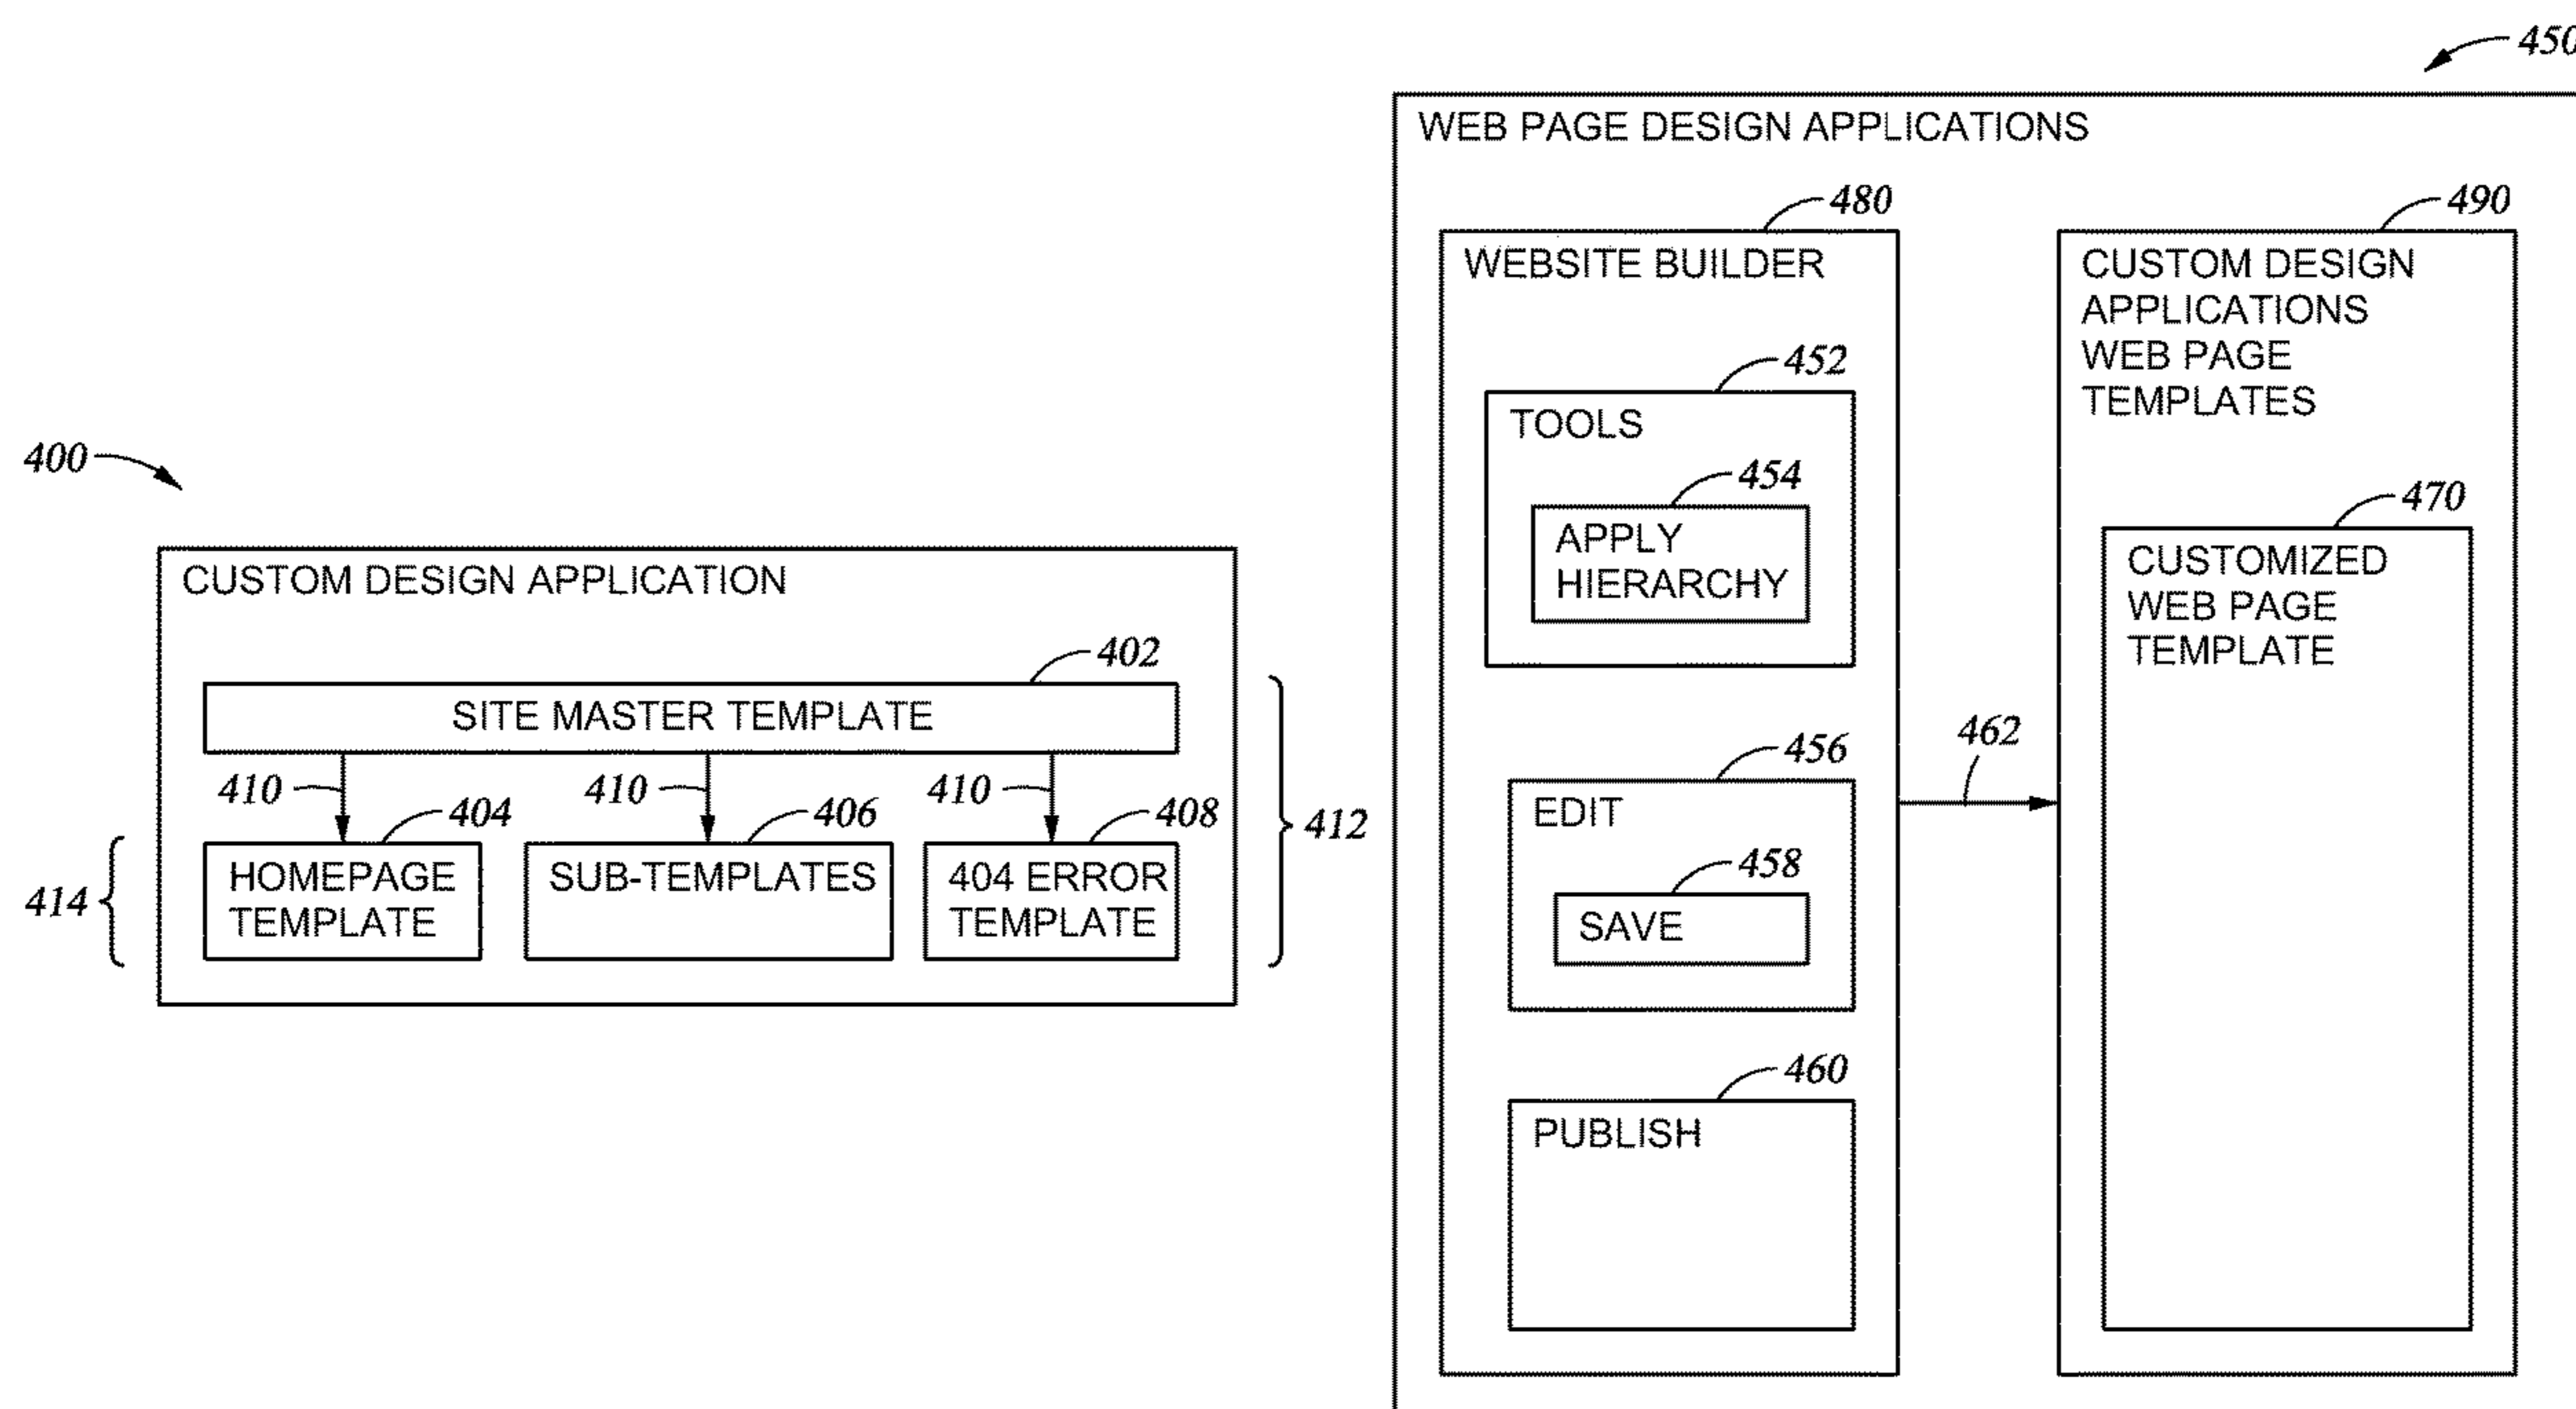 400
CUSTOM DESIGN APPLICATION
402
SITE MASTER TEMPLATE
410
410
410
404
406
408
412
414
HOMEPAGE
TEMPLATE
SUB-TEMPLATES
404 ERROR
TEMPLATE
450
WEB PAGE DESIGN APPLICATIONS
480
WEBSITE BUILDER
452
TOOLS
454
APPLY
HIERARCHY
456
EDIT
458
SAVE
460
PUBLISH
462
490
CUSTOM DESIGN
APPLICATIONS
WEB PAGE
TEMPLATES
470
CUSTOMIZED
WEB PAGE
TEMPLATE